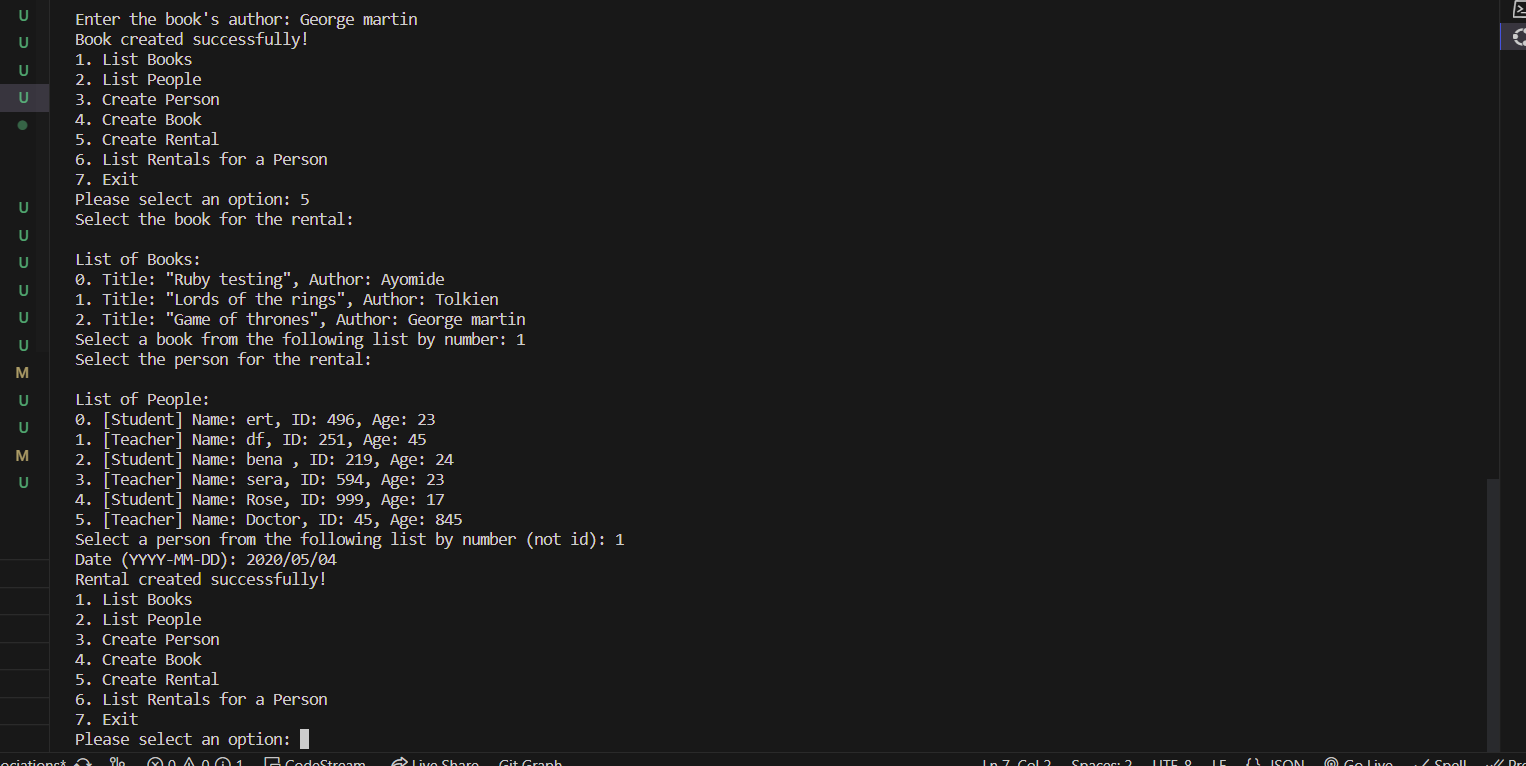 U
U
U
U
U
U
U
U
U
U
M
U
U
M
U
Enter the book's author: George martin
Book created successfully!
1. List Books
2. List People
3. Create Person
4. Create Book
5. Create Rental
6. List Rentals for a Person
7. Exit
Please select an option: 5
Select the book for the rental:
List of Books:
0. Title: "Ruby testing", Author: Ayomide
1. Title: "Lords of the rings", Author: Tolkien
2. Title: "Game of thrones", Author: George martin
Select a book from the following list by number: 1
Select the person for the rental:
List of People:
0. [Student] Name: ert, ID: 496, Age: 23
1. [Teacher] Name: df, ID: 251, Age: 45
2. [Student] Name: bena , ID: 219, Age: 24
3. [Teacher] Name: sera, ID: 594, Age: 23
4. [Student] Name: Rose, ID: 999, Age: 17
5. [Teacher] Name: Doctor, ID: 45, Age: 845
Select a person from the following list by number (not id): 1
Date (YYYY-MM-DD): 2020/05/04
Rental created successfully!
1. List Books
2. List People
3. Create Person
4. Create Book
5. Create Rental
6. List Rentals for a Person
7. Exit
Please select an option:
ociations* 0 0 1 CodeStream Live Share Git Graph Ln 7, Col 2 Spaces: 2 UTF-8 LF {} JSON Go Live Spell